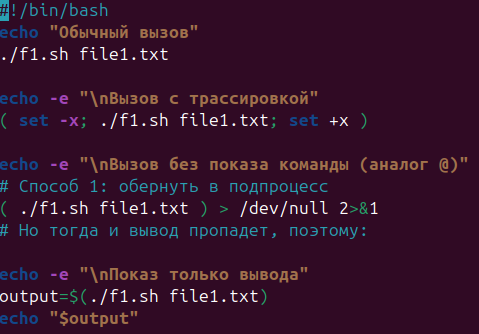 #!/bin/bash
echo "Обычный вызов"
./f1.sh file1.txt
echo -e "\nВызов с трассировкой"
( set -x; ./f1.sh file1.txt; set +x )
echo -e "\nВызов без показа команды (аналог @)"
# Способ 1: обернуть в подпроцесс
( ./f1.sh file1.txt ) > /dev/null 2>&1
# Но тогда и вывод пропадет, поэтому:
echo -e "\nПоказ только вывода"
output=$(./f1.sh file1.txt)
echo "$output"